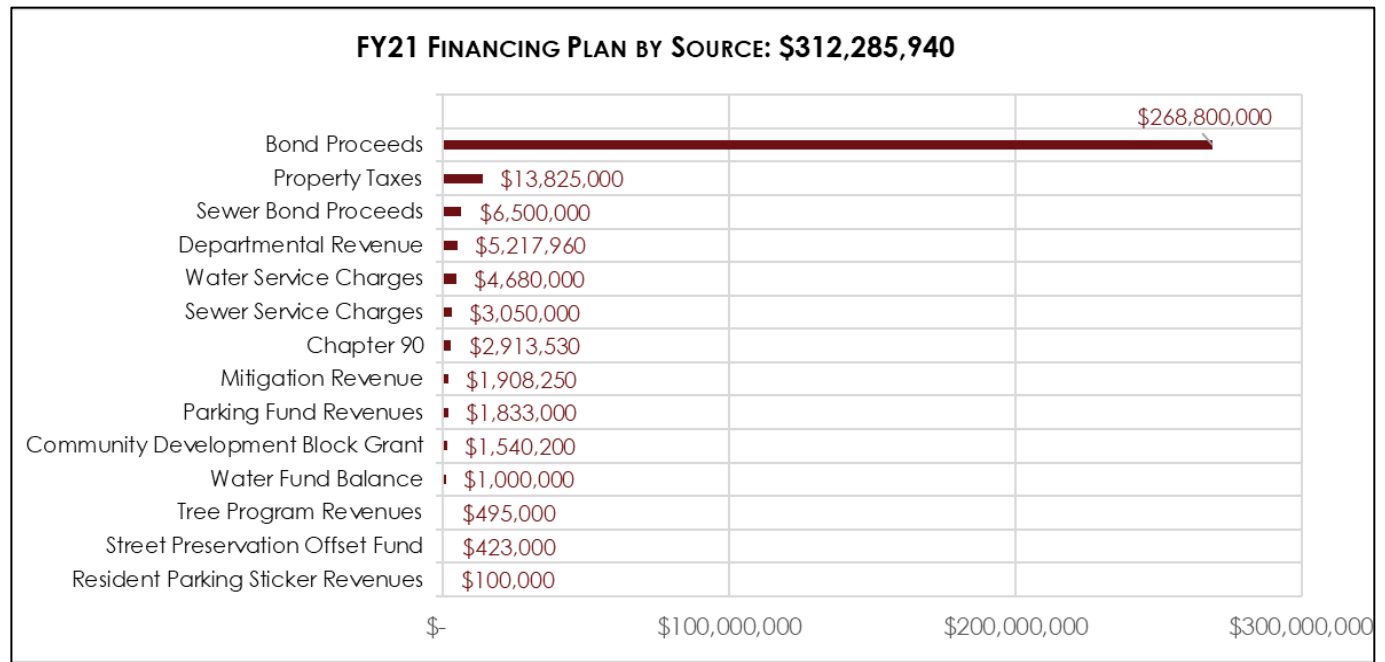 FY21 FINANCING PLAN BY SOURCE: $312,285,940
$268,800,000
Bond Proceeds
Property Taxes $13,825,000
Sewer Bond Proceeds $6,500,000
Departmental Revenue $5,217,960
Water Service Charges $4,680,000
Sewer Service Charges $3,050,000
Chapter 90 $2,913,530
Mitigation Revenue $1,908,250
Parking Fund Revenues $1,833,000
Community Development Block Grant $1,540,200
Water Fund Balance $1,000,000
Tree Program Revenues $495,000
Street Preservation Offset Fund $423,000
Resident Parking Sticker Revenues $100,000
$- $100,000,000 $200,000,000 $300,000,000